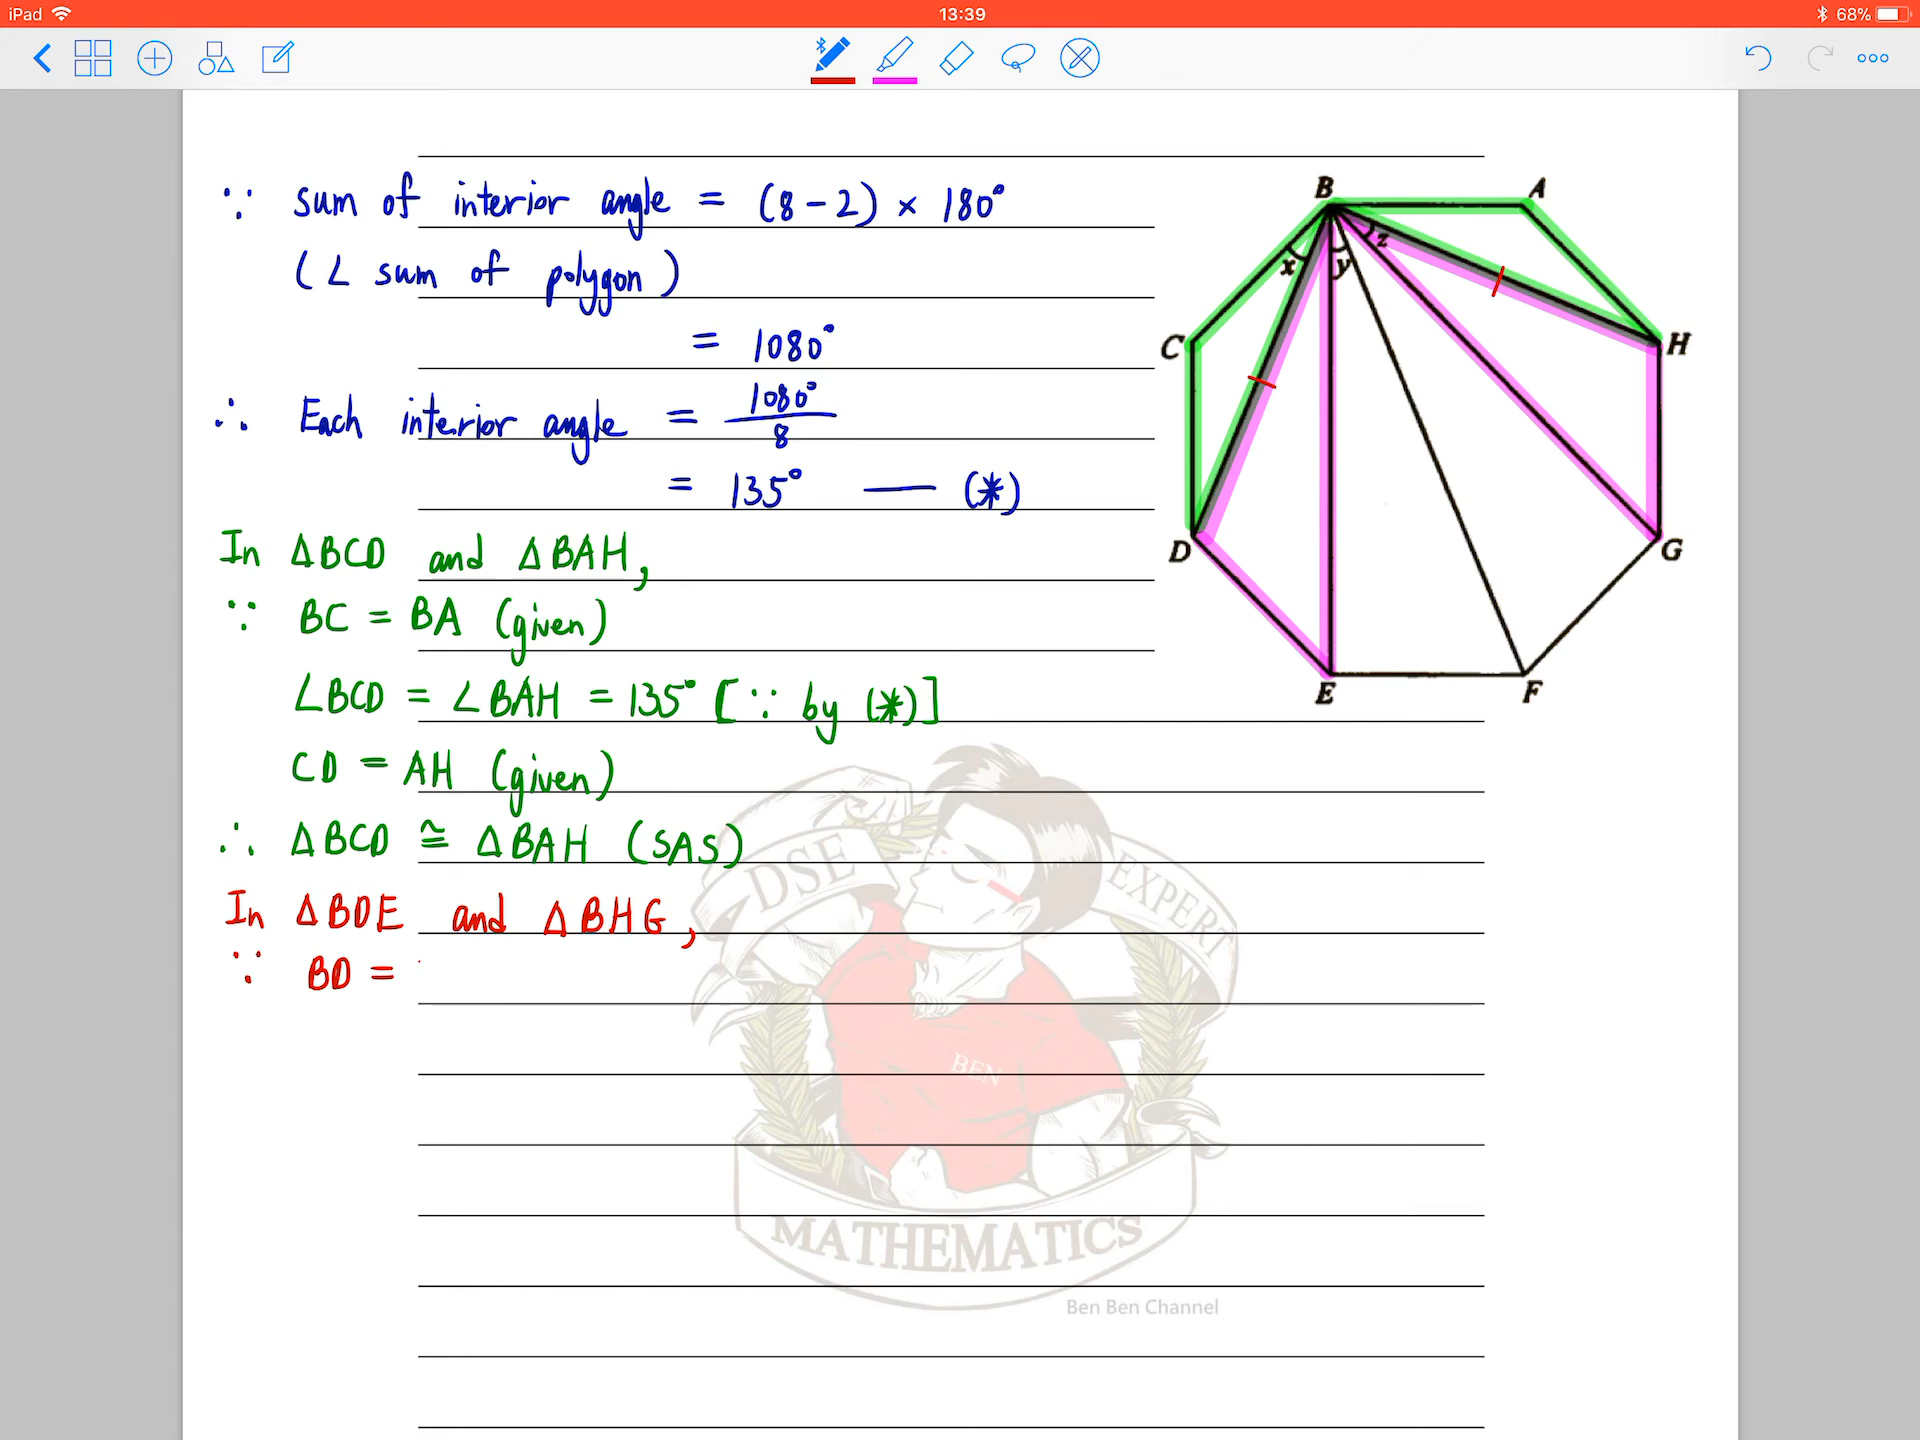 iPad 13:39 68%
∵ sum of interior angle = (8 - 2) × 180°
(∠ sum of polygon)
= 1080°
∴ Each interior angle = 1080° / 8
= 135° — (*)
In ΔBCD and ΔBAH,
∵ BC = BA (given)
∠BCD = ∠BAH = 135° [∵ by (*)]
CD = AH (given)
∴ ΔBCD ≅ ΔBAH (SAS)
In ΔBDE and ΔBHG,
∵ BD =
B A
x y z
C H
D G
E F
DSE EXPERT
BEN
MATHEMATICS
Ben Ben Channel